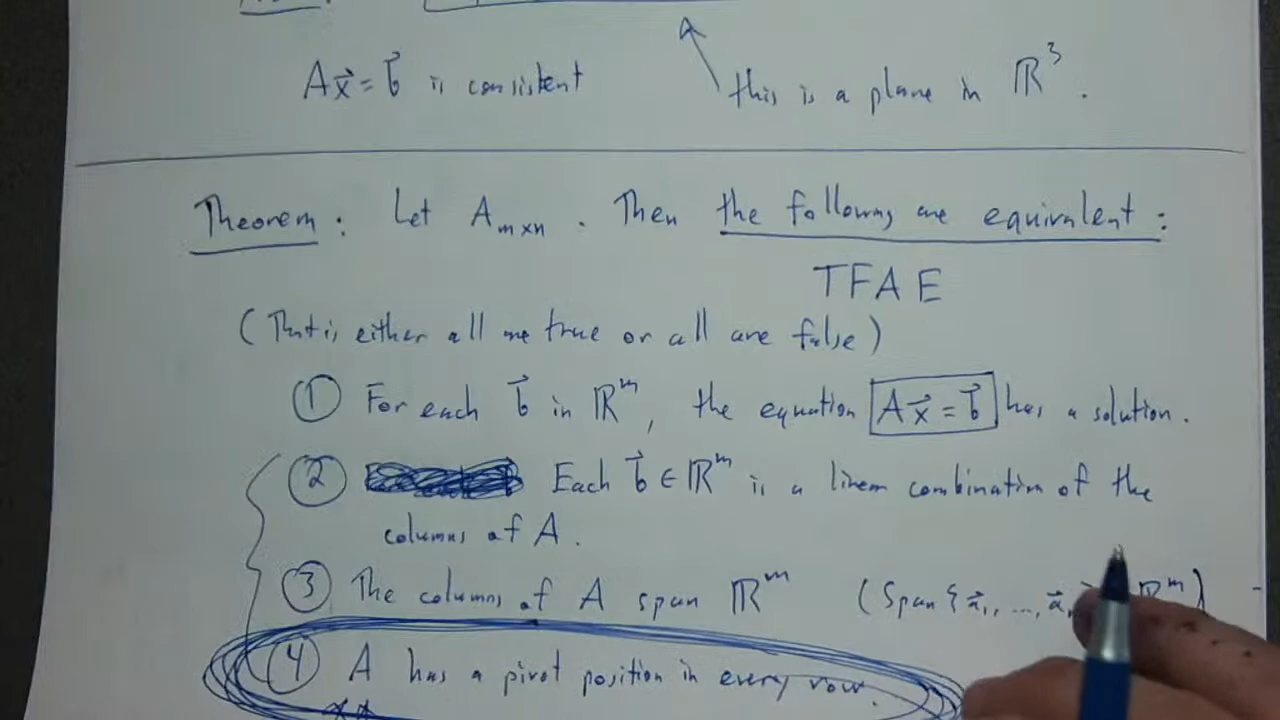 A x⃗ = b⃗ is consistent
this is a plane in ℝ³.
Theorem: Let A m×n. Then the following are equivalent:
TFAE
(That is either all are true or all are false)
① For each b⃗ in ℝᵐ, the equation A x⃗ = b⃗ has a solution.
② Each b⃗ ∈ ℝᵐ is a linear combination of the
columns of A.
③ The columns of A span ℝᵐ (Span{a⃗₁, ..., a⃗ ℝᵐ)
④ A has a pivot position in every row.